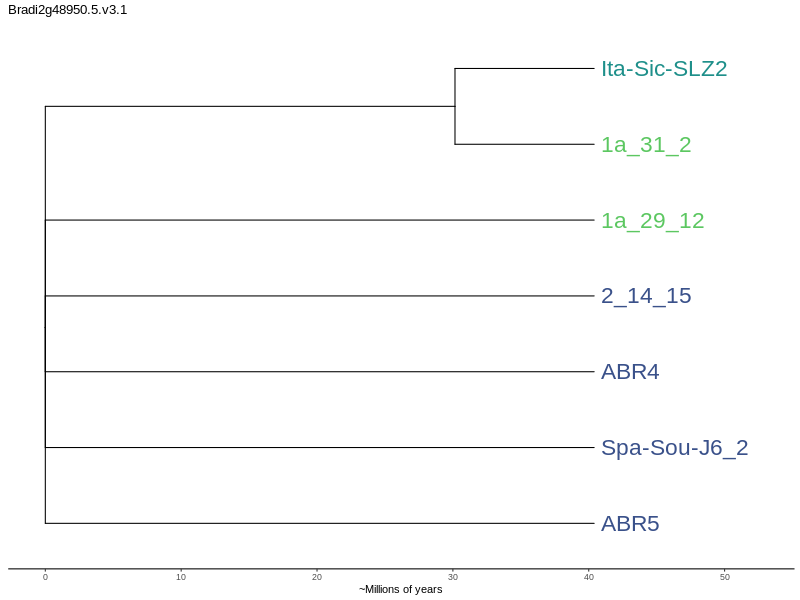 Bradi2g48950.5.v3.1
Ita-Sic-SLZ2
1a_31_2
1a_29_12
2_14_15
ABR4
Spa-Sou-J6_2
ABR5
0 10 20 30 40 50
~Millions of years